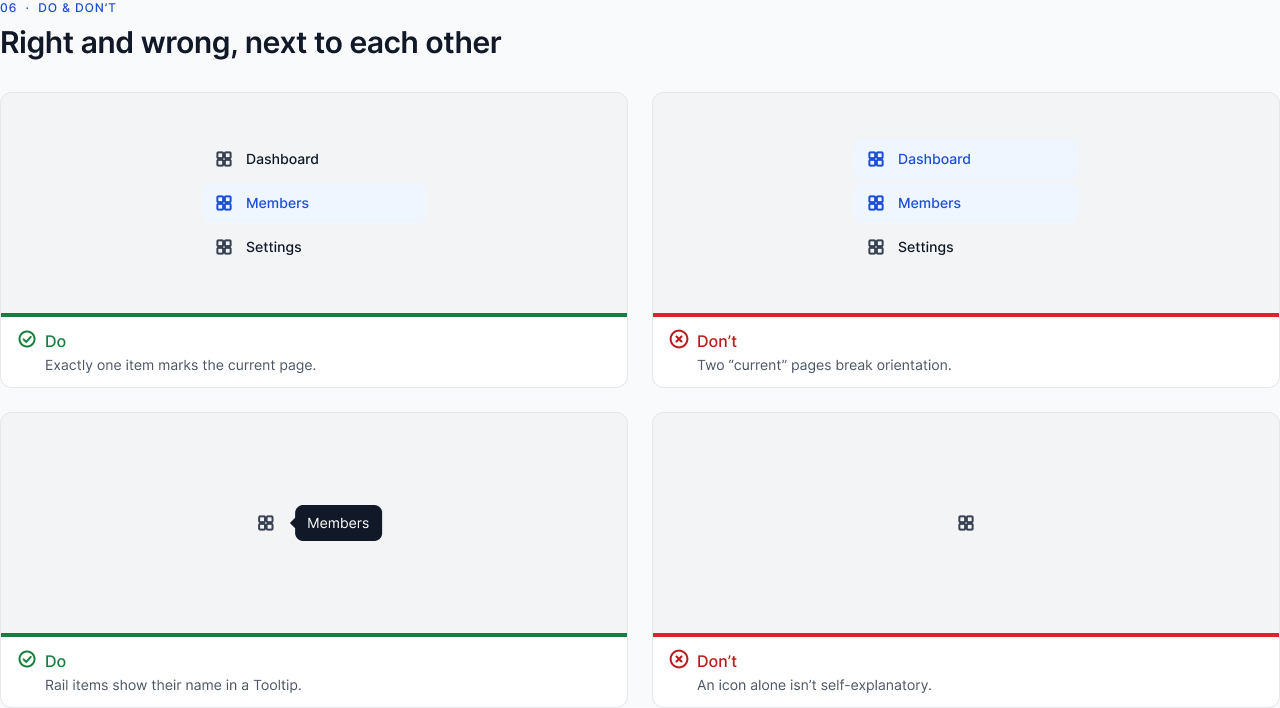 06 · DO & DON’T
Right and wrong, next to each other
Dashboard
Members
Settings
Do
Exactly one item marks the current page.
Dashboard
Members
Settings
Don’t
Two “current” pages break orientation.
Members
Do
Rail items show their name in a Tooltip.
Don’t
An icon alone isn’t self-explanatory.